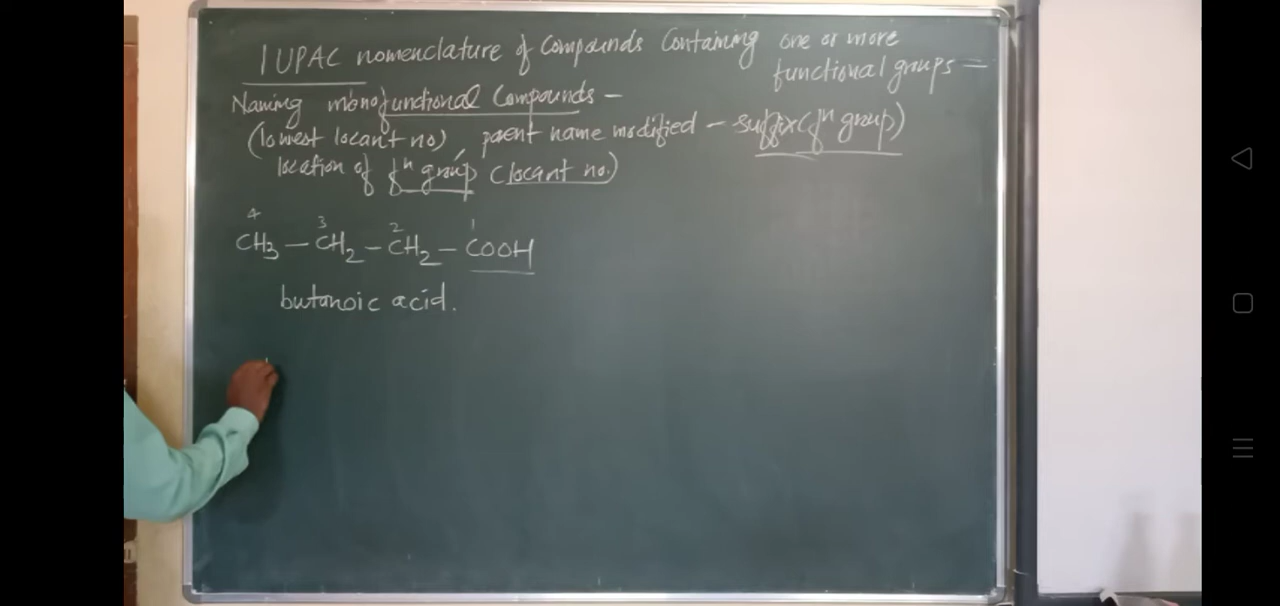 IUPAC nomenclature of Compounds Containing one or more
functional groups —
Naming monofunctional Compounds —
(lowest locant no) parent name modified — suffix (fⁿ group)
location of fⁿ group (locant no.)
4 3 2 1
CH3 — CH2 — CH2 — COOH
butanoic acid.